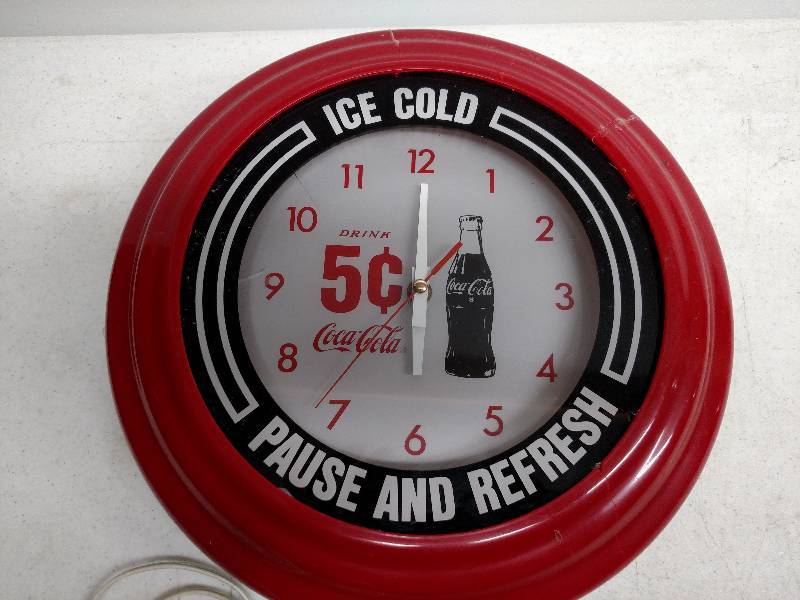 ICE COLD
12
11
1
10
2
DRINK
5¢
9
3
Coca-Cola
Coca-Cola
8
4
7
5
6
PAUSE AND REFRESH